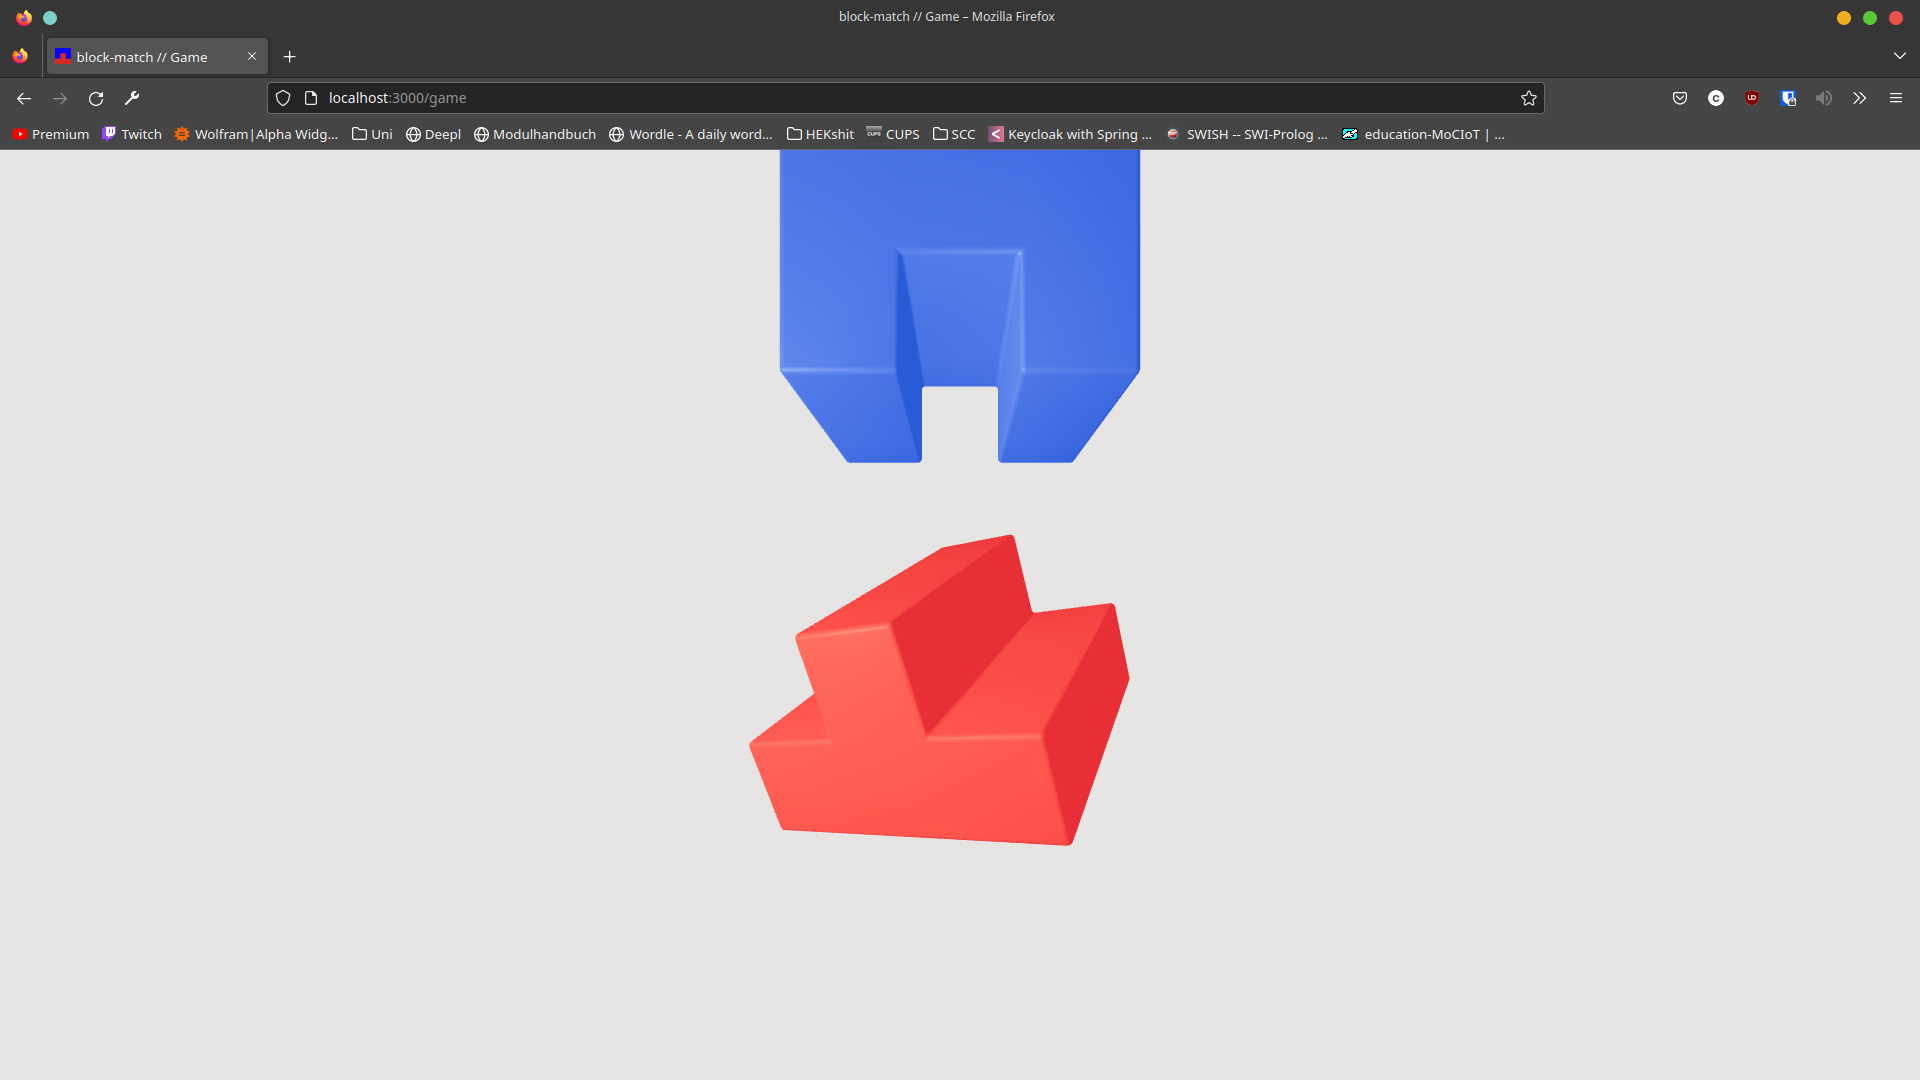 block-match // Game – Mozilla Firefox
block-match // Game
localhost:3000/game
Premium Twitch Wolfram|Alpha Widg... Uni Deepl Modulhandbuch Wordle - A daily word... HEKshit CUPS SCC Keycloak with Spring ... SWISH -- SWI-Prolog ... education-MoCIoT | ...